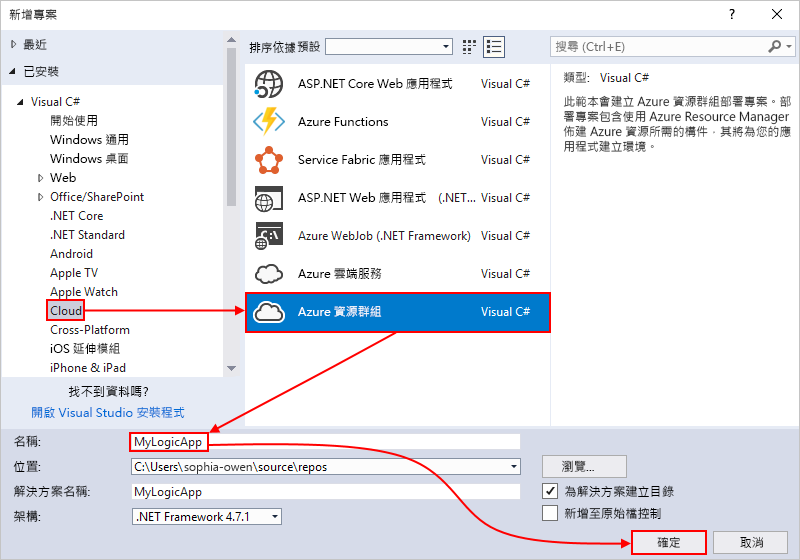 新增專案
?
最近
已安裝
Visual C#
開始使用
Windows 通用
Windows 桌面
Web
Office/SharePoint
.NET Core
.NET Standard
Android
Apple TV
Apple Watch
Cloud
Cross-Platform
iOS 延伸模組
iPhone & iPad
找不到資料嗎?
開啟 Visual Studio 安裝程式
排序依據 預設
ASP.NET Core Web 應用程式 Visual C#
Azure Functions Visual C#
Service Fabric 應用程式 Visual C#
ASP.NET Web 應用程式 (.NET... Visual C#
Azure WebJob (.NET Framework) Visual C#
Azure 雲端服務 Visual C#
Azure 資源群組 Visual C#
搜尋 (Ctrl+E)
類型: Visual C#
此範本會建立 Azure 資源群組部署專案。部
署專案包含使用 Azure Resource Manager
佈建 Azure 資源所需的構件，其將為您的應
用程式建立環境。
名稱: MyLogicApp
位置: C:\Users\sophia-owen\source\repos
瀏覽...
解決方案名稱: MyLogicApp
為解決方案建立目錄
架構: .NET Framework 4.7.1
新增至原始檔控制
確定
取消